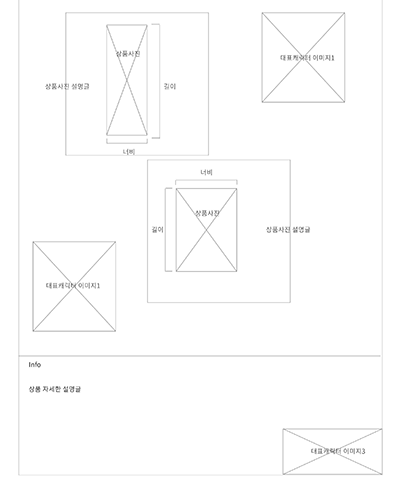 상품사진
대표캐릭터 이미지1
상품사진 설명글
길이
너비
너비
상품사진
길이
상품사진 설명글
대표캐릭터 이미지1
Info
상품 자세한 설명글
대표캐릭터 이미지3